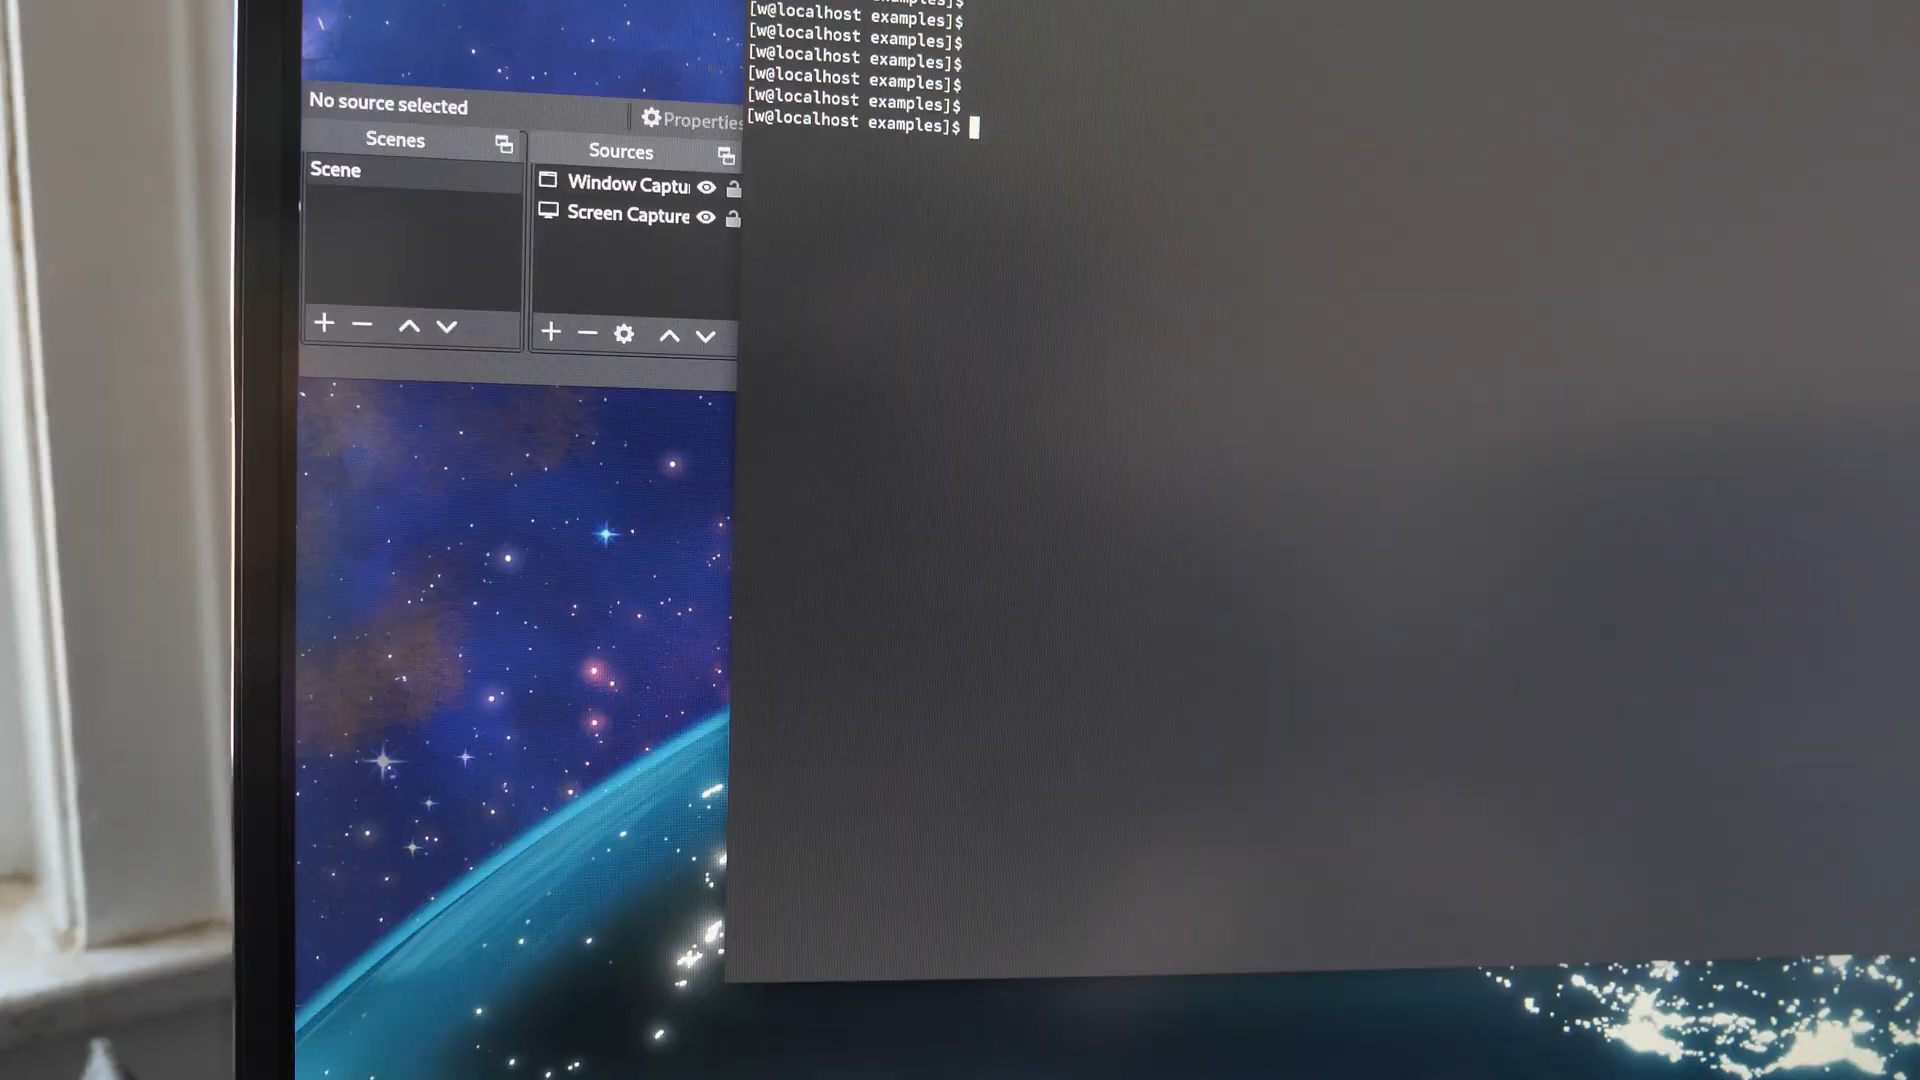 [w@localhost examples]$
[w@localhost examples]$
[w@localhost examples]$
[w@localhost examples]$
[w@localhost examples]$
[w@localhost examples]$
No source selected
Properties
Scenes
Sources
Scene
Window Captu
Screen Capture